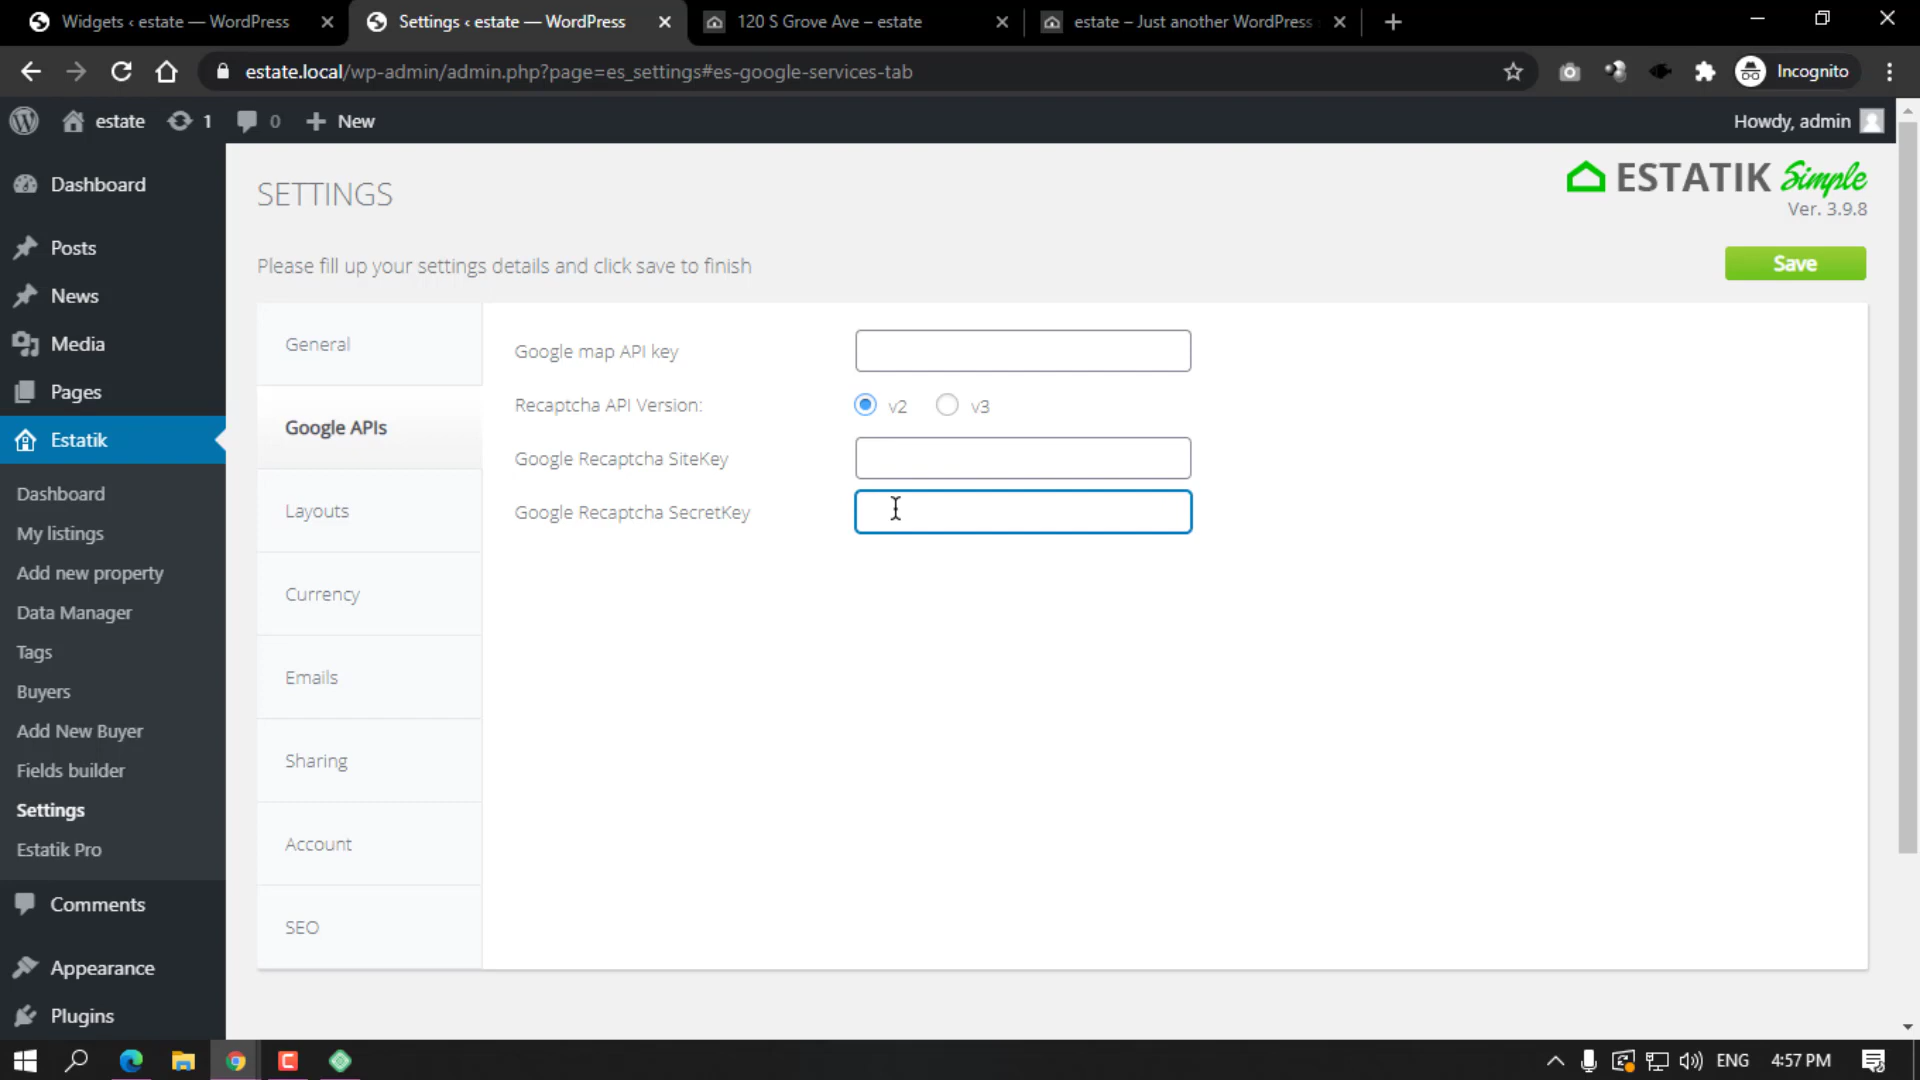 Widgets ‹ estate — WordPress
Settings ‹ estate — WordPress
120 S Grove Ave – estate
estate – Just another WordPress
estate.local/wp-admin/admin.php?page=es_settings#es-google-services-tab
Incognito
estate
1
0
New
Howdy, admin
Dashboard
Posts
News
Media
Pages
Estatik
Dashboard
My listings
Add new property
Data Manager
Tags
Buyers
Add New Buyer
Fields builder
Settings
Estatik Pro
Comments
Appearance
Plugins
SETTINGS
ESTATIK Simple
Ver. 3.9.8
Please fill up your settings details and click save to finish
Save
General
Google APIs
Layouts
Currency
Emails
Sharing
Account
SEO
Google map API key
Recaptcha API Version:
v2
v3
Google Recaptcha SiteKey
Google Recaptcha SecretKey
ENG
4:57 PM